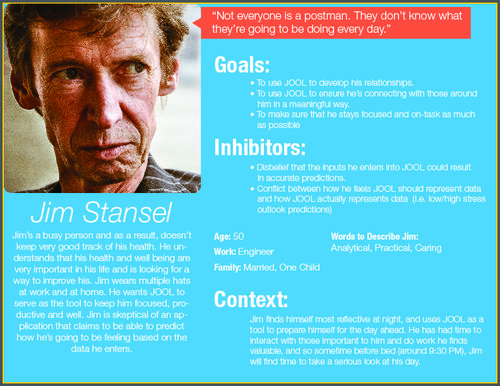 “Not everyone is a postman. They don’t know what
they’re going to be doing every day.”
Goals:
• To use JOOL to develop his relationships.
• To use JOOL to ensure he’s connecting with those around
him in a meaningful way.
• To make sure that he stays focused and on-task as much
as possible
Inhibitors:
• Disbelief that the inputs he enters into JOOL could result
in accurate predictions.
• Conflict between how he feels JOOL should represent data
and how JOOL actually represents data (i.e. low/high stress
outlook predictions)
Jim Stansel
Jim’s a busy person and as a result, doesn’t
keep very good track of his health. He un-
derstands that his health and well being are
very important in his life and is looking for a
way to improve his. Jim wears multiple hats
at work and at home. He wants JOOL to
serve as the tool to keep him focused, pro-
ductive and well. Jim is skeptical of an ap-
plication that claims to be able to predict
how he’s going to be feeling based on the
data he enters.
Age: 50
Work: Engineer
Family: Married, One Child
Words to Describe Jim:
Analytical, Practical, Caring
Context:
Jim finds himself most reflective at night, and uses JOOL as a
tool to prepare himself for the day ahead. He has had time to
interact with those important to him and do work he finds
valuable, and so sometime before bed (around 9:30 PM), Jim
will find time to take a serious look at his day.